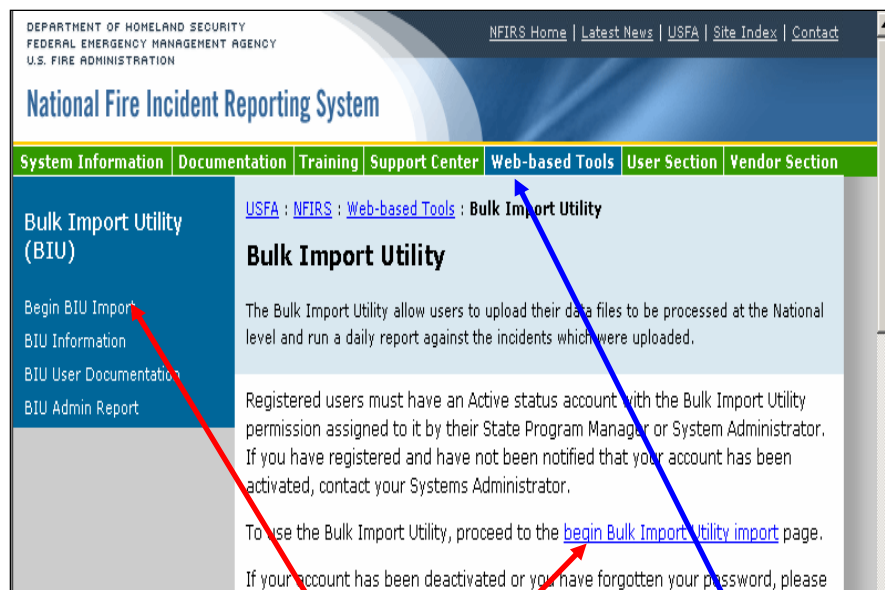 DEPARTMENT OF HOMELAND SECURITY
FEDERAL EMERGENCY MANAGEMENT AGENCY
U.S. FIRE ADMINISTRATION
NFIRS Home | Latest News | USFA | Site Index | Contact
National Fire Incident Reporting System
System Information | Documentation | Training | Support Center | Web-based Tools | User Section | Vendor Section
Bulk Import Utility
(BIU)
Begin BIU Import
BIU Information
BIU User Documentation
BIU Admin Report
USFA : NFIRS : Web-based Tools : Bulk Import Utility
Bulk Import Utility
The Bulk Import Utility allow users to upload their data files to be processed at the National
level and run a daily report against the incidents which were uploaded.
Registered users must have an Active status account with the Bulk Import Utility
permission assigned to it by their State Program Manager or System Administrator.
If you have registered and have not been notified that your account has been
activated, contact your Systems Administrator.
To use the Bulk Import Utility, proceed to the begin Bulk Import Utility import page.
If your account has been deactivated or you have forgotten your password, please